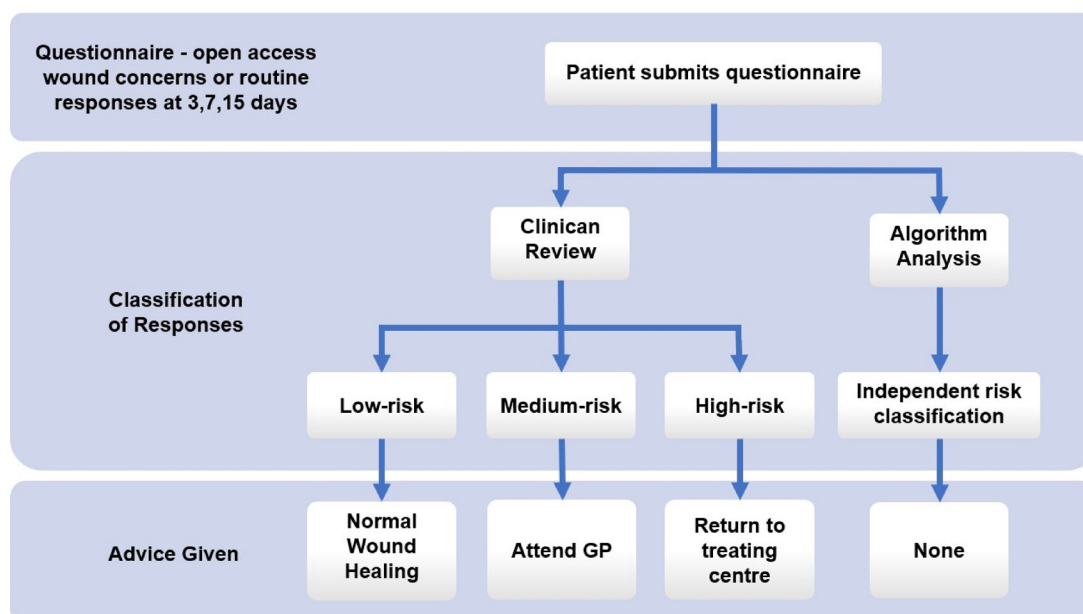 Questionnaire - open access
wound concerns or routine
responses at 3,7,15 days
Patient submits questionnaire
Clinican
Review
Algorithm
Analysis
Classification
of Responses
Low-risk
Medium-risk
High-risk
Independent risk
classification
Advice Given
Normal
Wound
Healing
Attend GP
Return to
treating
centre
None